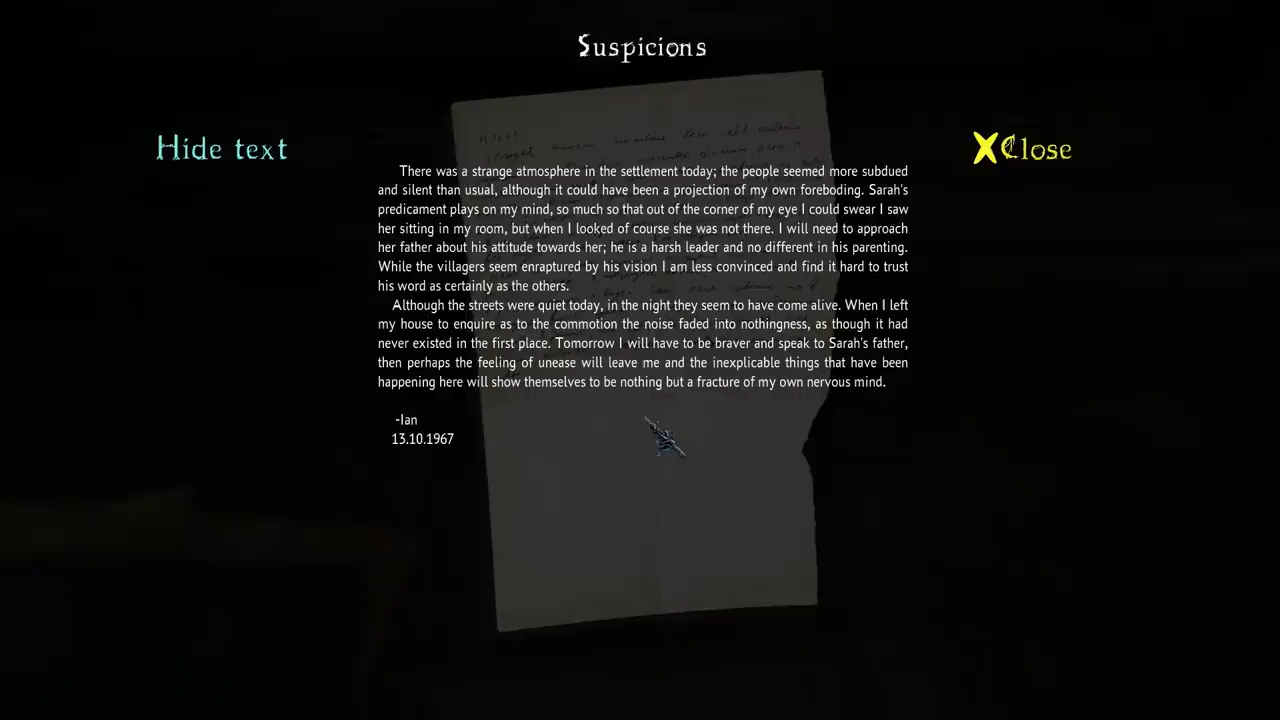 Suspicions
Hide text
XClose
There was a strange atmosphere in the settlement today; the people seemed more subdued
and silent than usual, although it could have been a projection of my own foreboding. Sarah's
predicament plays on my mind, so much so that out of the corner of my eye I could swear I saw
her sitting in my room, but when I looked of course she was not there. I will need to approach
her father about his attitude towards her; he is a harsh leader and no different in his parenting.
While the villagers seem enraptured by his vision I am less convinced and find it hard to trust
his word as certainly as the others.
Although the streets were quiet today, in the night they seem to have come alive. When I left
my house to enquire as to the commotion the noise faded into nothingness, as though it had
never existed in the first place. Tomorrow I will have to be braver and speak to Sarah's father,
then perhaps the feeling of unease will leave me and the inexplicable things that have been
happening here will show themselves to be nothing but a fracture of my own nervous mind.
-Ian
13.10.1967